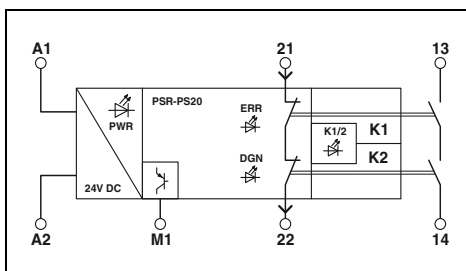 A1 21 13
PSR-PS20
ERR
PWR
K1/2 K1
DGN K2
24V DC
A2 M1 22 14